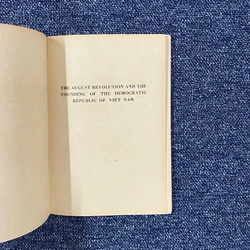 THE AUGUST REVOLUTION AND THE
FOUNDING OF THE DEMOCRATIC
REPUBLIC OF VIET NAM